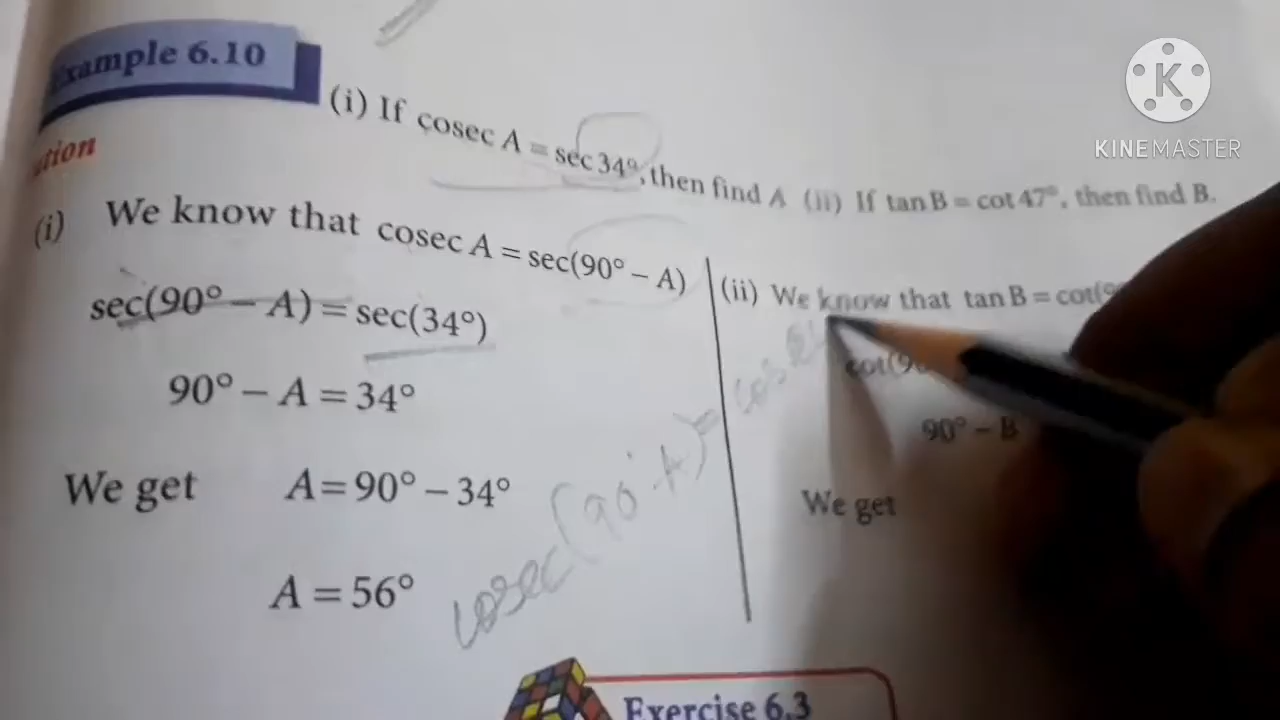 Example 6.10
(i) If cosec A = sec 34°, then find A (ii) If tan B = cot 47°, then find B.
(i) We know that cosec A = sec(90° – A)
sec(90° – A) = sec(34°)
90° – A = 34°
We get A = 90° – 34°
A = 56°
(ii) We know that tan B = cot(
cot(9
90° – B
We get
cosec(90° A) =
Exercise 6.3
K
KINEMASTER